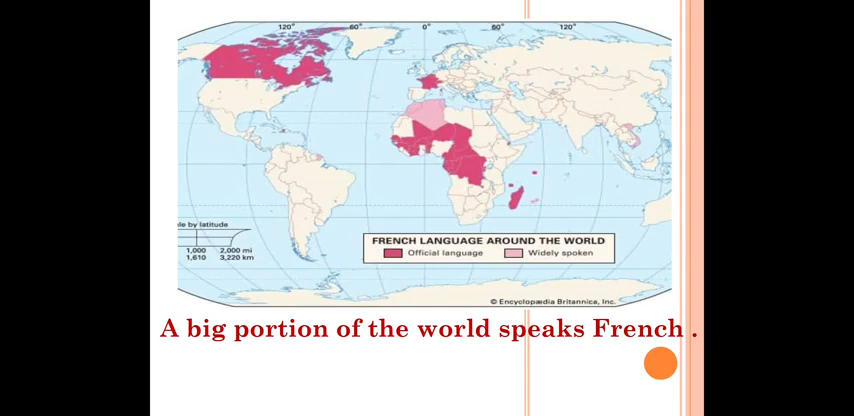 120° 60° 0° 60° 120°
le by latitude
1,000 2,000 mi
1,610 3,220 km
FRENCH LANGUAGE AROUND THE WORLD
Official language Widely spoken
© Encyclopædia Britannica, Inc.
A big portion of the world speaks French .